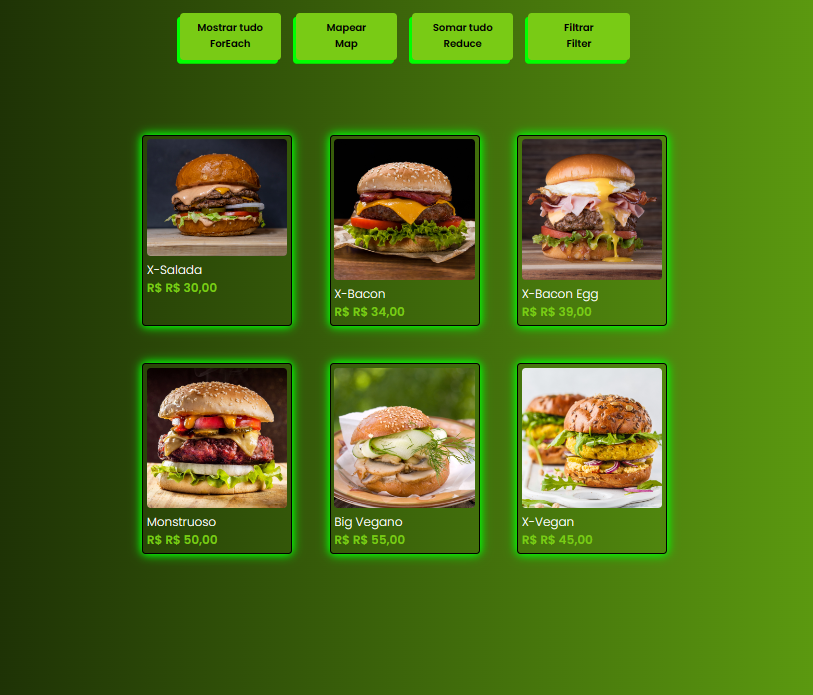 Mostrar tudo
ForEach
Mapear
Map
Somar tudo
Reduce
Filtrar
Filter
X-Salada
R$ R$ 30,00
X-Bacon
R$ R$ 34,00
X-Bacon Egg
R$ R$ 39,00
Monstruoso
R$ R$ 50,00
Big Vegano
R$ R$ 55,00
X-Vegan
R$ R$ 45,00